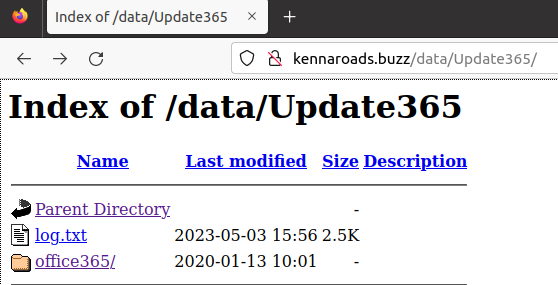 Index of /data/Update365
kennaroads.buzz/data/Update365/
Index of /data/Update365
Name Last modified Size Description
Parent Directory -
log.txt 2023-05-03 15:56 2.5K
office365/ 2020-01-13 10:01 -